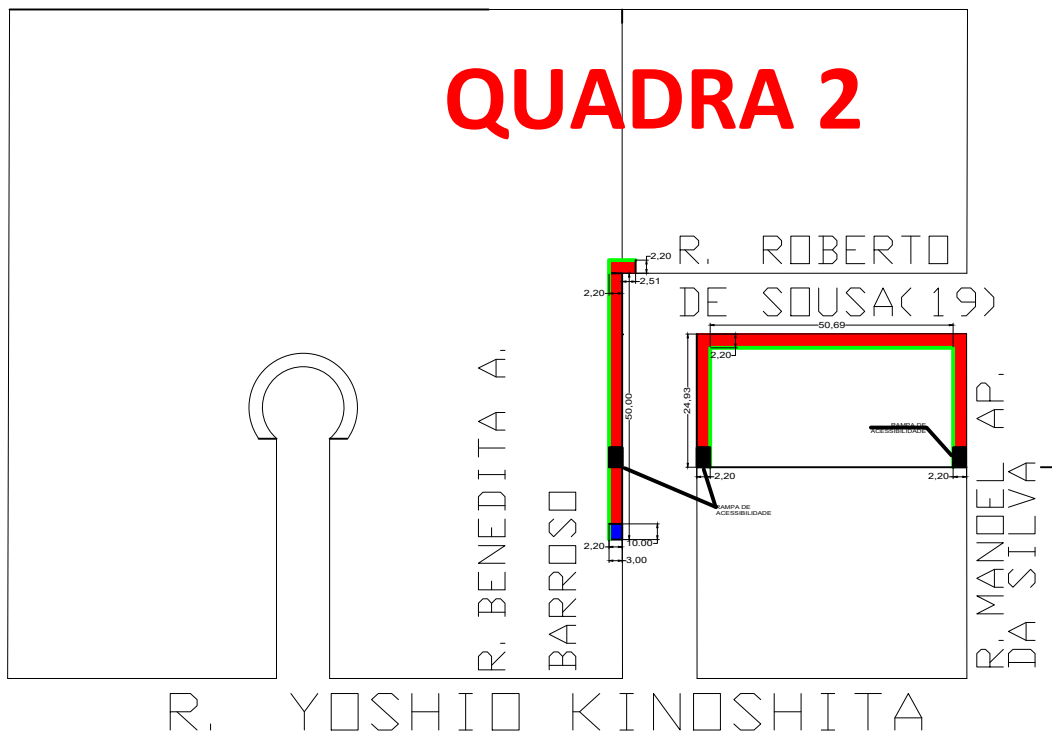 QUADRA 2
R. ROBERTO
DE SOUSA(19)
2,20
2,51
2,20
50,69
2,20
24,93
50,00
R. BENEDITA A.
BARROSO
R. MANOEL AP.
DA SILVA
RAMPA DE
ACESSIBILIDADE
2,20
2,20
RAMPA DE
ACESSIBILIDADE
2,20
10.00
3,00
R. YOSHIO KINOSHITA